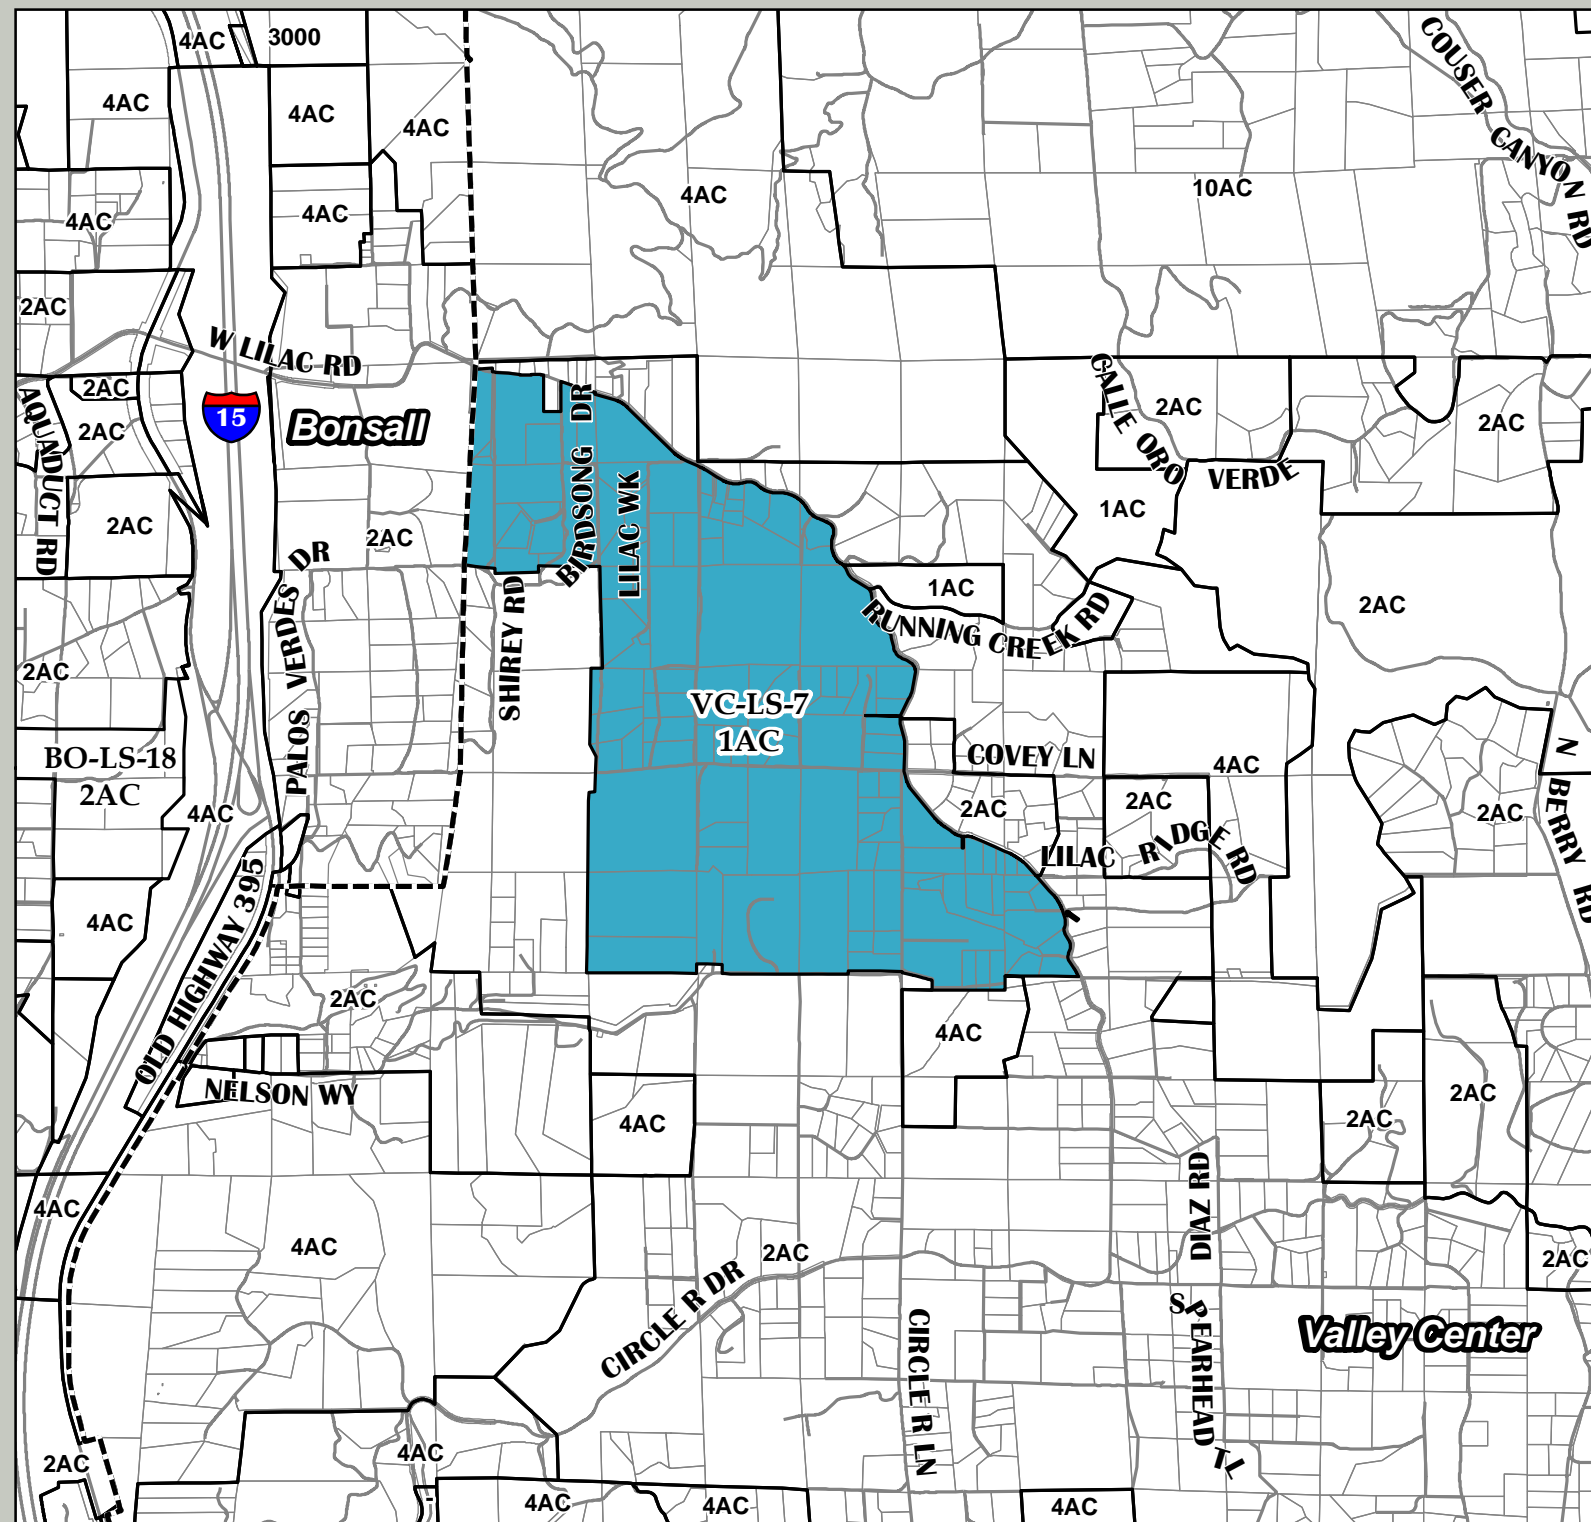 4AC
3000
4AC
4AC
4AC
4AC
4AC
4AC
10AC
COUSER CANYON RD
2AC
W LILAC RD
2AC
AQUADUCT RD
2AC
15
Bonsall
BIRDSONG DR
CALLE ORO VERDE
2AC
2AC
LILAC WK
1AC
2AC
2AC
PALOS VERDES DR
SHIREY RD
1AC
RUNNING CREEK RD
2AC
2AC
VC-LS-7
1AC
BO-LS-18
2AC
COVEY LN
4AC
N BERRY RD
4AC
2AC
2AC
2AC
LILAC RIDGE RD
OLD HIGHWAY 395
4AC
2AC
4AC
NELSON WY
4AC
2AC
2AC
4AC
DIAZ RD
4AC
2AC
2AC
CIRCLE R DR
CIRCLE R LN
SPEARHEAD TL
Valley Center
4AC
2AC
4AC
4AC
4AC